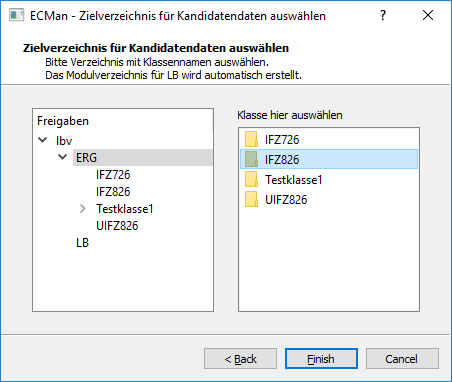 ECMan - Zielverzeichnis für Kandidatendaten auswählen
?
Zielverzeichnis für Kandidatendaten auswählen
Bitte Verzeichnis mit Klassennamen auswählen.
Das Modulverzeichnis für LB wird automatisch erstellt.
Freigaben
lbv
ERG
IFZ726
IFZ826
Testklasse1
UIFZ826
LB
Klasse hier auswählen
IFZ726
IFZ826
Testklasse1
UIFZ826
< Back
Finish
Cancel